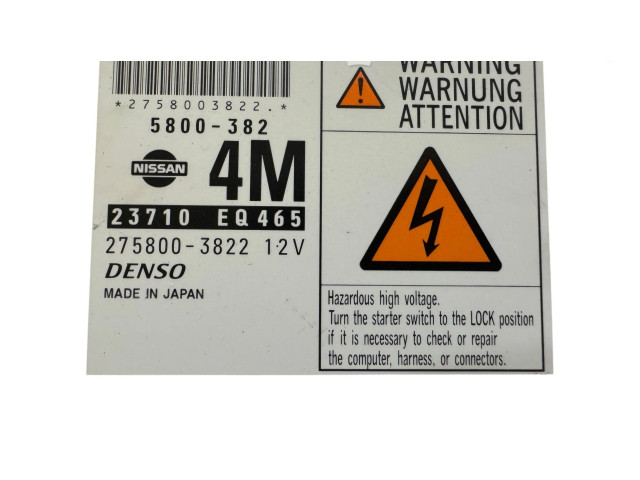 *2758003822.*
5800-382
NISSAN
4M
23710 EQ465
275800-3822 12V
DENSO
MADE IN JAPAN
WARNING
WARNUNG
ATTENTION
Hazardous high voltage.
Turn the starter switch to the LOCK position
if it is necessary to check or repair
the computer, harness, or connectors.